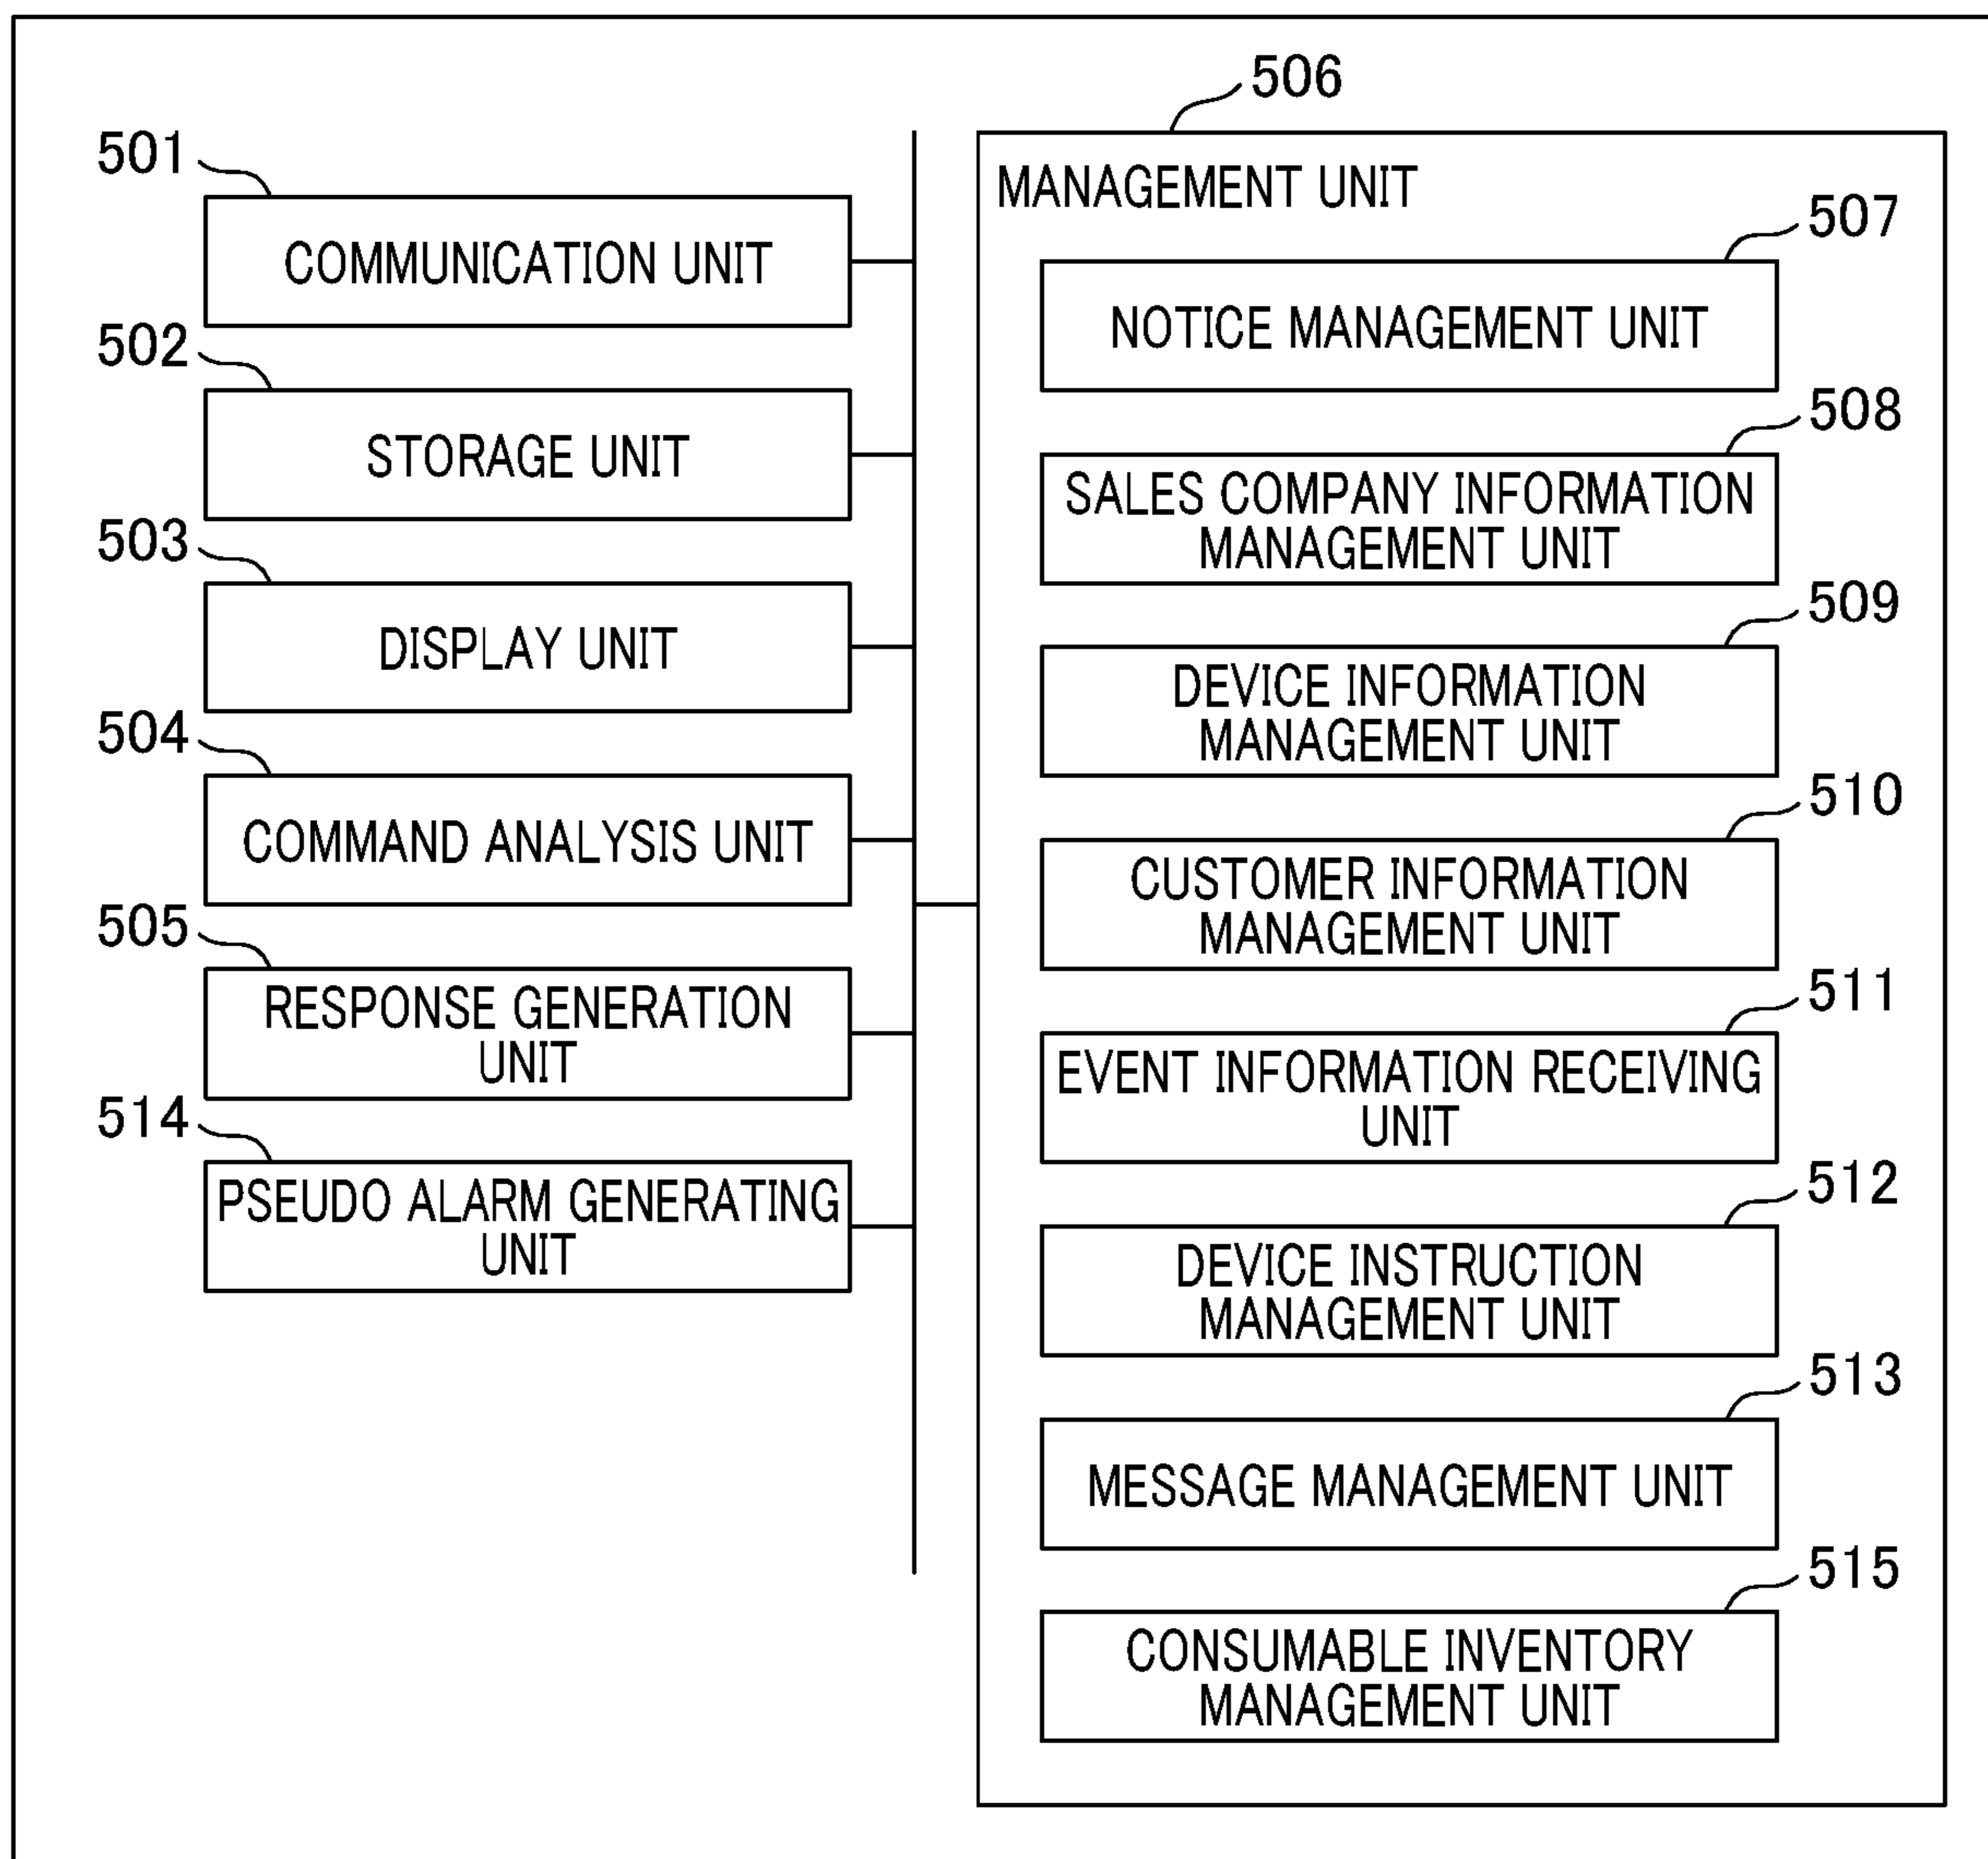 501
COMMUNICATION UNIT
502
STORAGE UNIT
503
DISPLAY UNIT
504
COMMAND ANALYSIS UNIT
505
RESPONSE GENERATION
UNIT
514
PSEUDO ALARM GENERATING
UNIT
506
MANAGEMENT UNIT
507
NOTICE MANAGEMENT UNIT
508
SALES COMPANY INFORMATION
MANAGEMENT UNIT
509
DEVICE INFORMATION
MANAGEMENT UNIT
510
CUSTOMER INFORMATION
MANAGEMENT UNIT
511
EVENT INFORMATION RECEIVING
UNIT
512
DEVICE INSTRUCTION
MANAGEMENT UNIT
513
MESSAGE MANAGEMENT UNIT
515
CONSUMABLE INVENTORY
MANAGEMENT UNIT